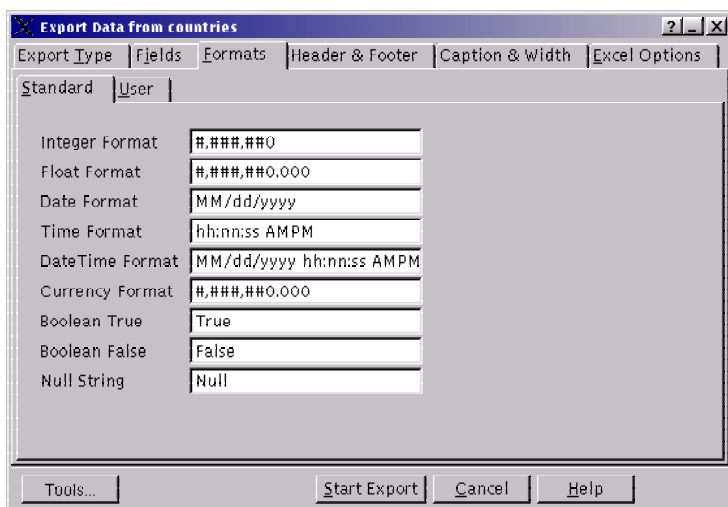 Export Data from countries
Export Type Fields Formats Header & Footer Caption & Width Excel Options
Standard User
Integer Format #,###,##0
Float Format #,###,##0.000
Date Format MM/dd/yyyy
Time Format hh:nn:ss AMPM
DateTime Format MM/dd/yyyy hh:nn:ss AMPM
Currency Format #,###,##0.000
Boolean True True
Boolean False False
Null String Null
Tools... Start Export Cancel Help